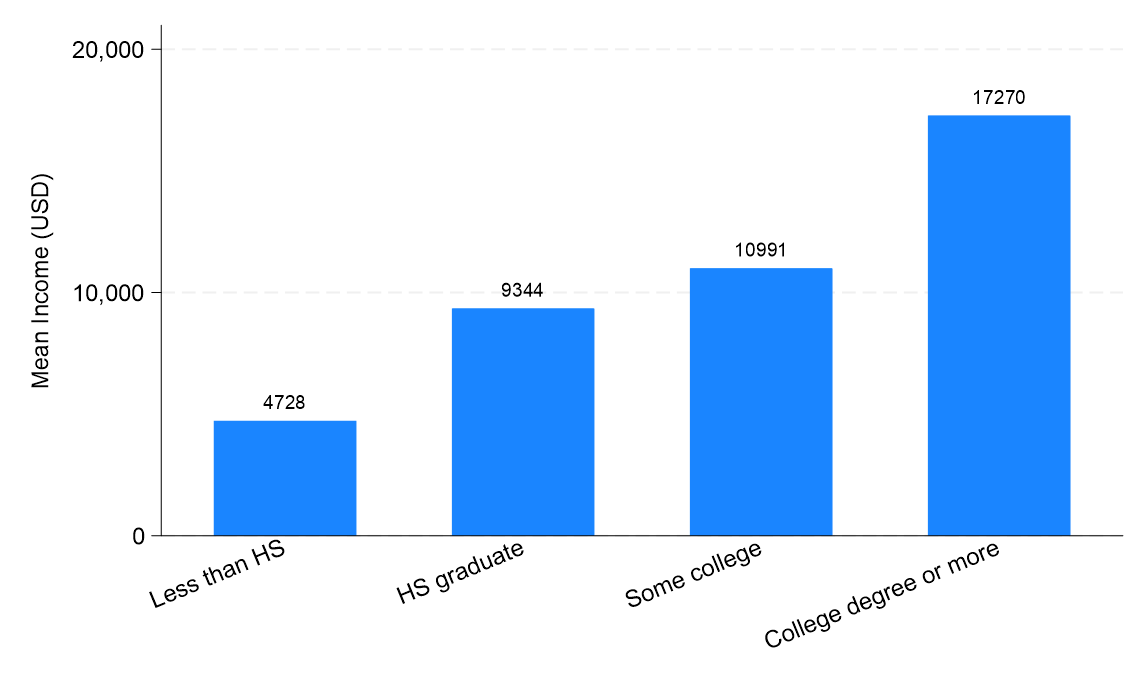 20,000
17270
10991
10,000
9344
4728
0
Mean Income (USD)
Less than HS
HS graduate
Some college
College degree or more